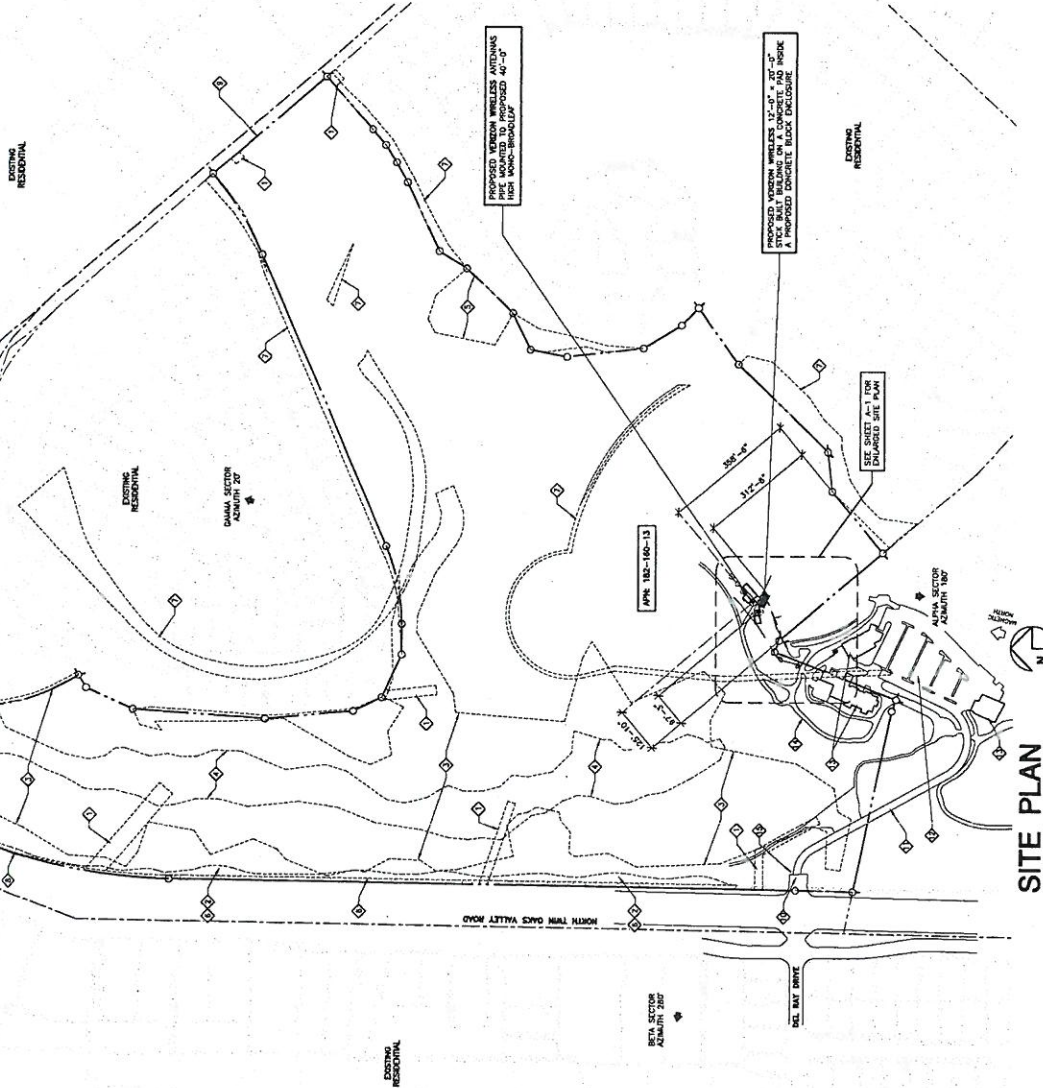 EXISTING
RESIDENTIAL
PROPOSED VERIZON WIRELESS ANTENNAS
PIPE MOUNTED TO PROPOSED 40'-0"
HIGH MONO-BROADLEAF
EXISTING
RESIDENTIAL
GAMMA SECTOR
AZIMUTH 20°
PROPOSED VERIZON WIRELESS 12'-0" x 20'-0"
STICK BUILT BUILDING ON A CONCRETE PAD INSIDE
A PROPOSED CONCRETE BLOCK ENCLOSURE
EXISTING
RESIDENTIAL
SEE SHEET A-1 FOR
ENLARGED SITE PLAN
358'-6"
312'-8"
APN: 182-160-13
125'-10"
ALPHA SECTOR
AZIMUTH 180°
MAGNETIC
NORTH
N
NORTH TWIN OAKS VALLEY ROAD
DEL RAY DRIVE
BETA SECTOR
AZIMUTH 280°
EXISTING
RESIDENTIAL
SITE PLAN